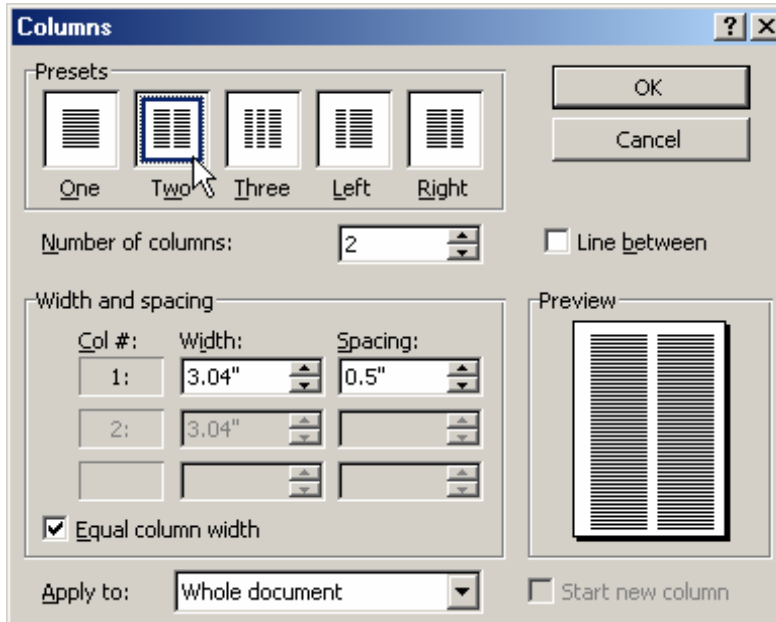 Columns
Presets
OK
Cancel
One Two Three Left Right
Number of columns: 2
Line between
Width and spacing
Preview
Col #: Width: Spacing:
1: 3.04" 0.5"
2: 3.04"
Equal column width
Apply to: Whole document
Start new column